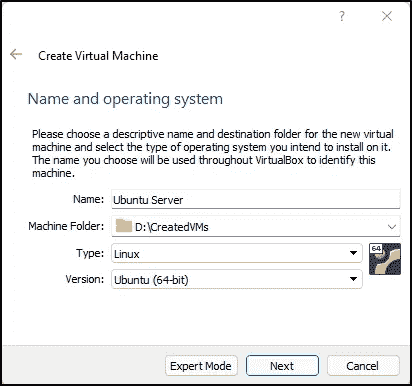 ?
Create Virtual Machine
Name and operating system
Please choose a descriptive name and destination folder for the new virtual
machine and select the type of operating system you intend to install on it.
The name you choose will be used throughout VirtualBox to identify this
machine.
Name: Ubuntu Server
Machine Folder: D:\CreatedVMs
Type: Linux
64
Version: Ubuntu (64-bit)
Expert Mode Next Cancel